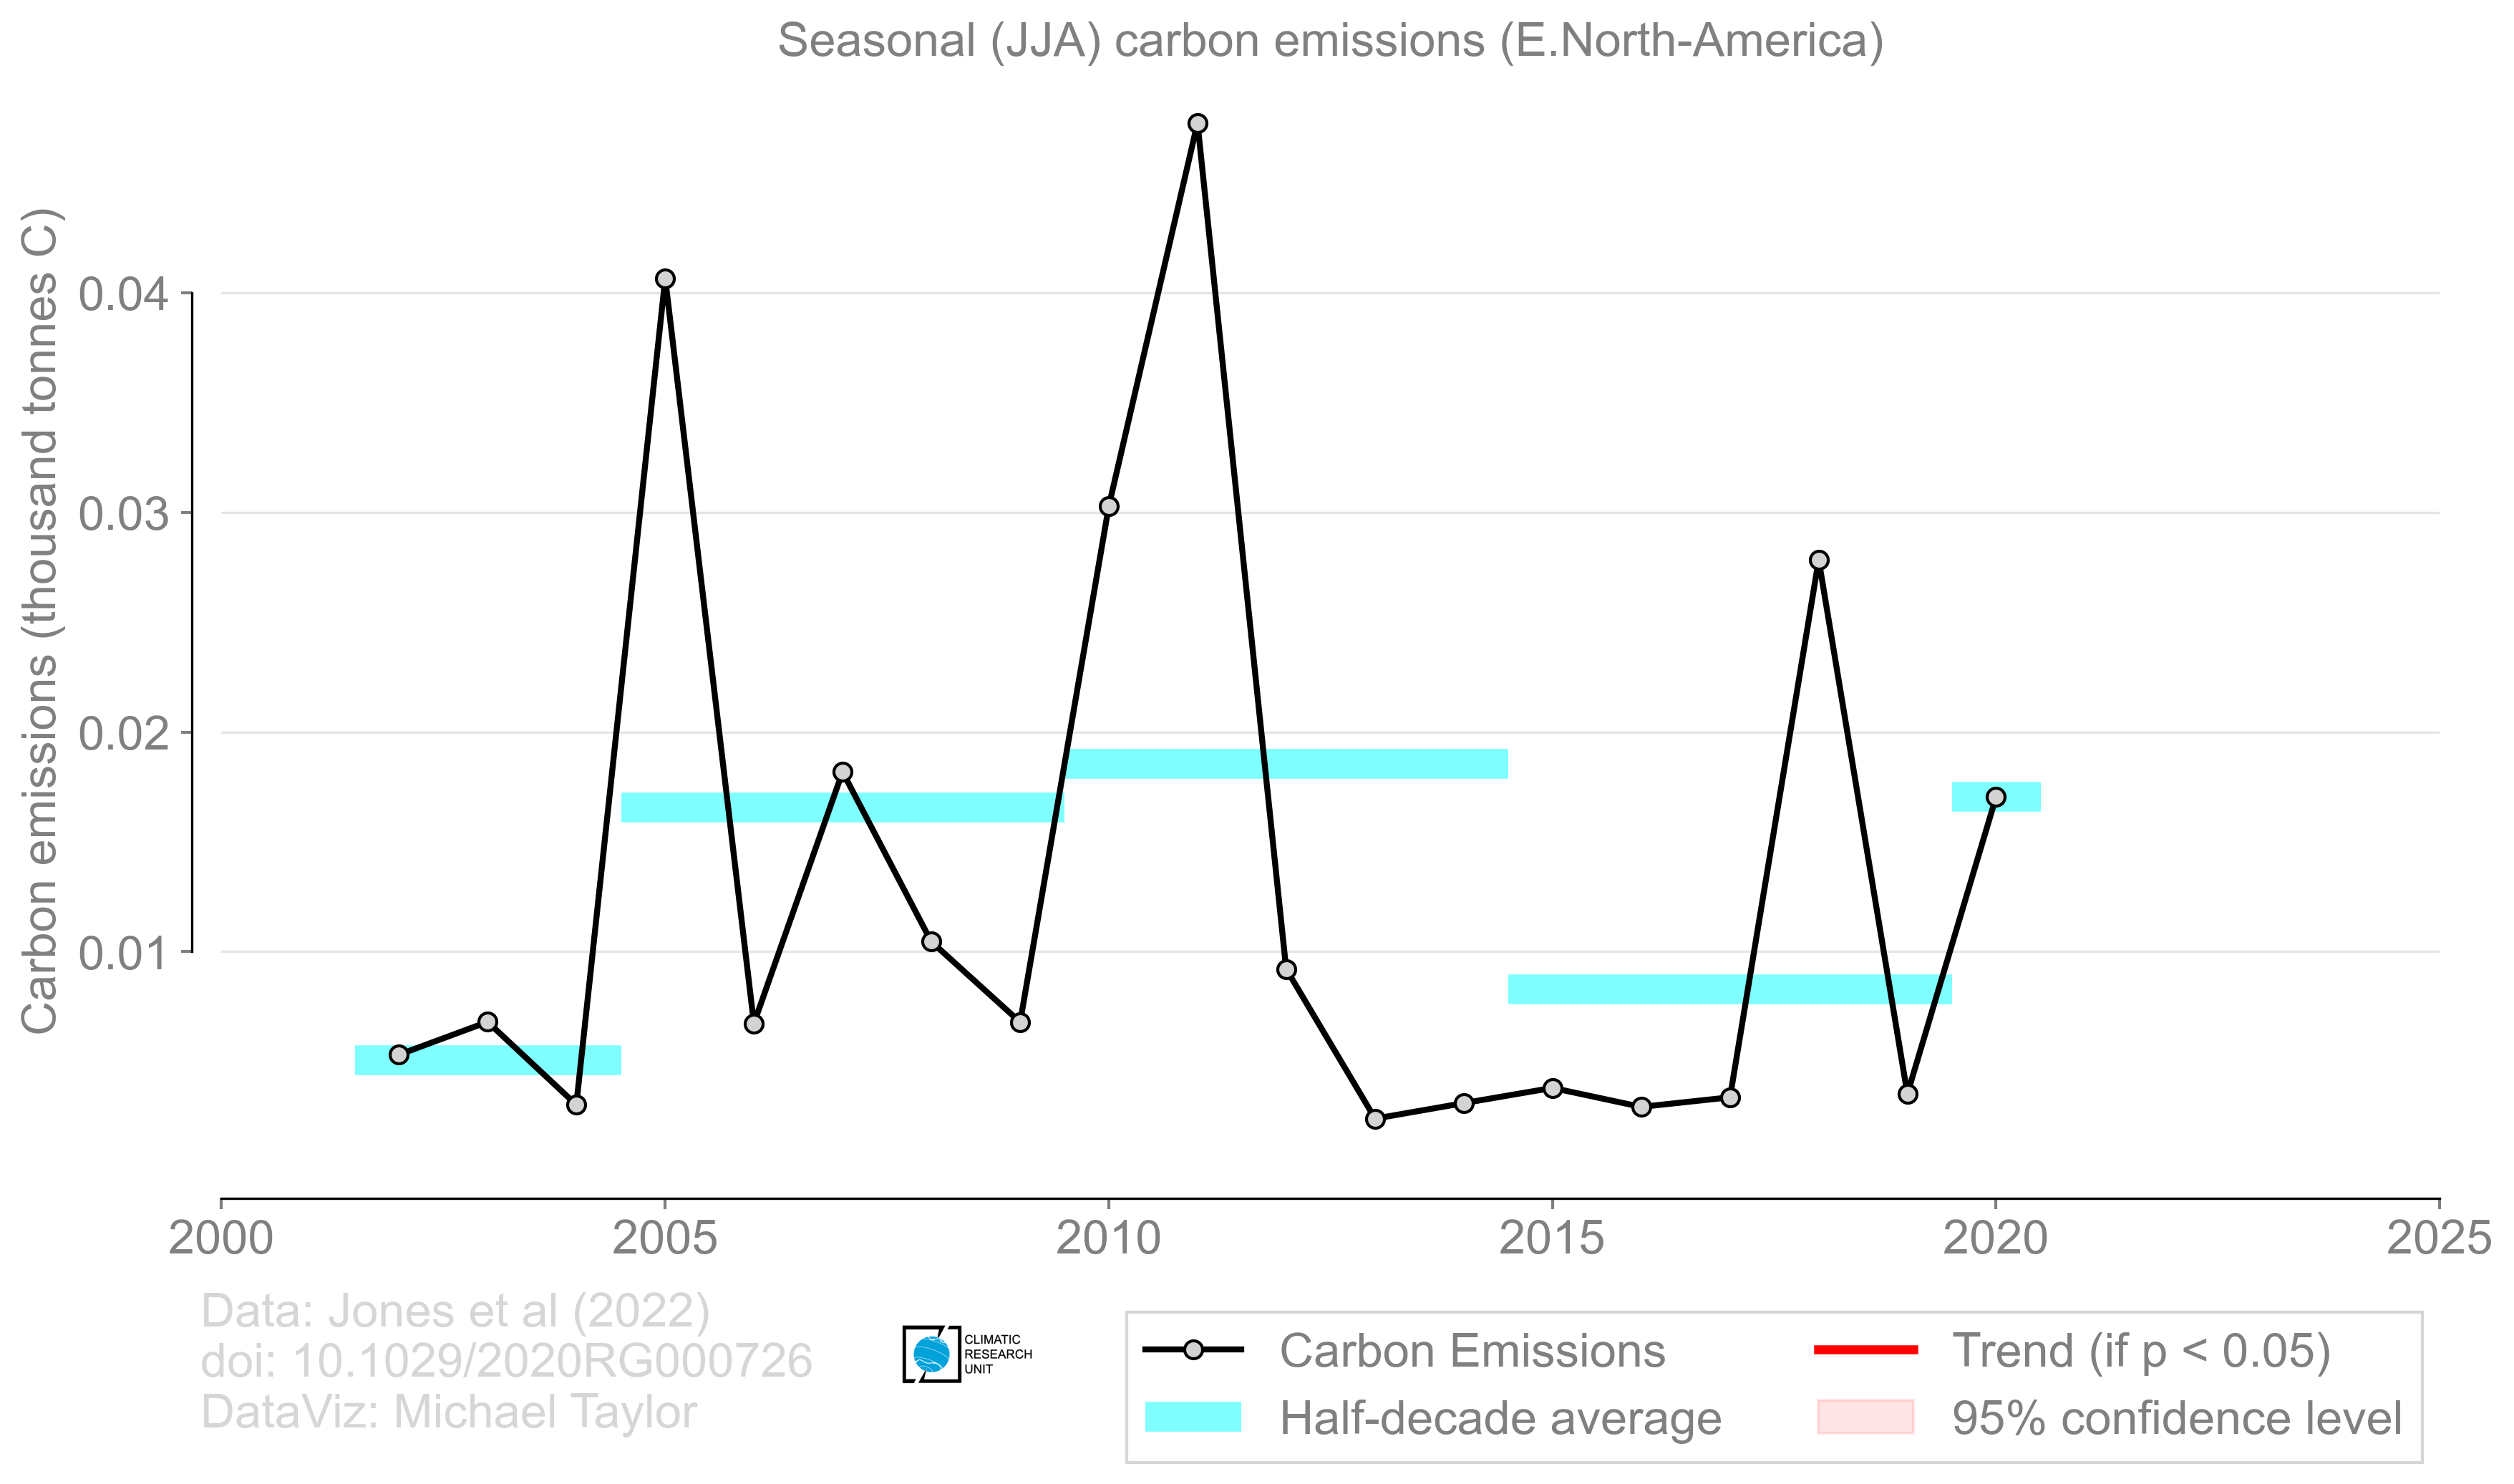 Seasonal (JJA) carbon emissions (E.North-America)
Carbon emissions (thousand tonnes C)
0.04
0.03
0.02
0.01
2000
2005
2010
2015
2020
2025
Data: Jones et al (2022)
doi: 10.1029/2020RG000726
DataViz: Michael Taylor
CLIMATIC
RESEARCH
UNIT
Carbon Emissions
Half-decade average
Trend (if p < 0.05)
95% confidence level